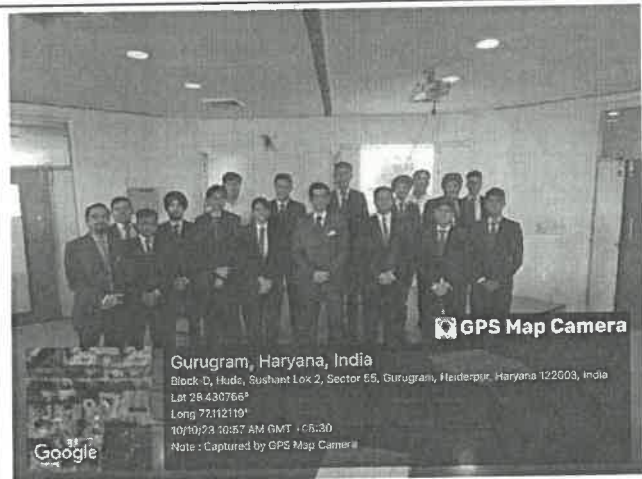 GPS Map Camera
Gurugram, Haryana, India
Block-D, Huda, Sushant Lok 2, Sector 55, Gurugram, Haiderpur, Haryana 122003, India
Lat 28.430766°
Long 77.112119°
10/10/23 10:57 AM GMT +05:30
Note : Captured by GPS Map Camera
Google